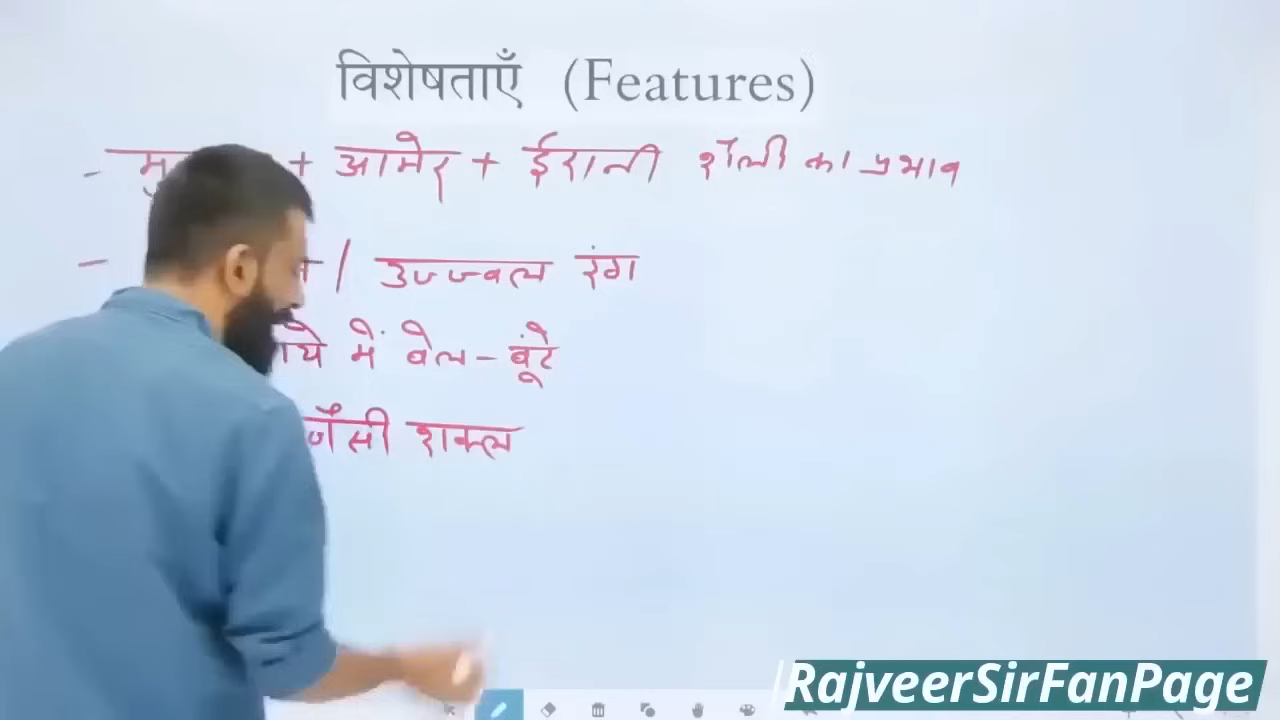 विशेषताएँ (Features)
- + आमेर + ईरानी शैली का प्रभाव
- / उज्ज्वल रंग
में बेल - बूंटे
जैसी शक्ल
RajveerSirFanPage